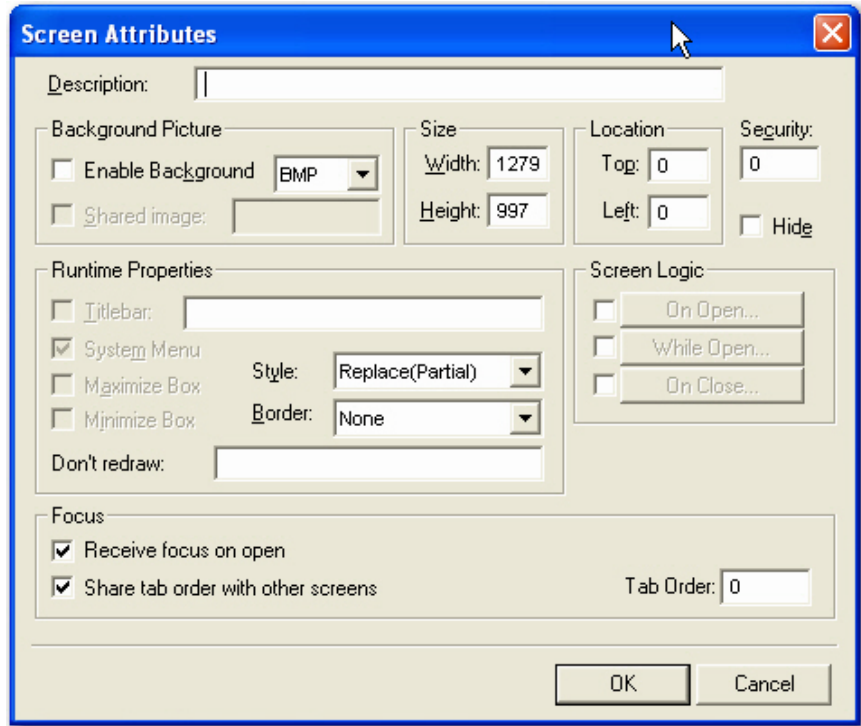 Screen Attributes
Description:
Background Picture
Enable Background BMP
Shared image:
Size
Width: 1279
Height: 997
Location
Top: 0
Left: 0
Security:
0
Hide
Runtime Properties
Titlebar:
System Menu
Maximize Box
Minimize Box
Style: Replace(Partial)
Border: None
Don't redraw:
Screen Logic
On Open...
While Open...
On Close...
Focus
Receive focus on open
Share tab order with other screens
Tab Order: 0
OK Cancel